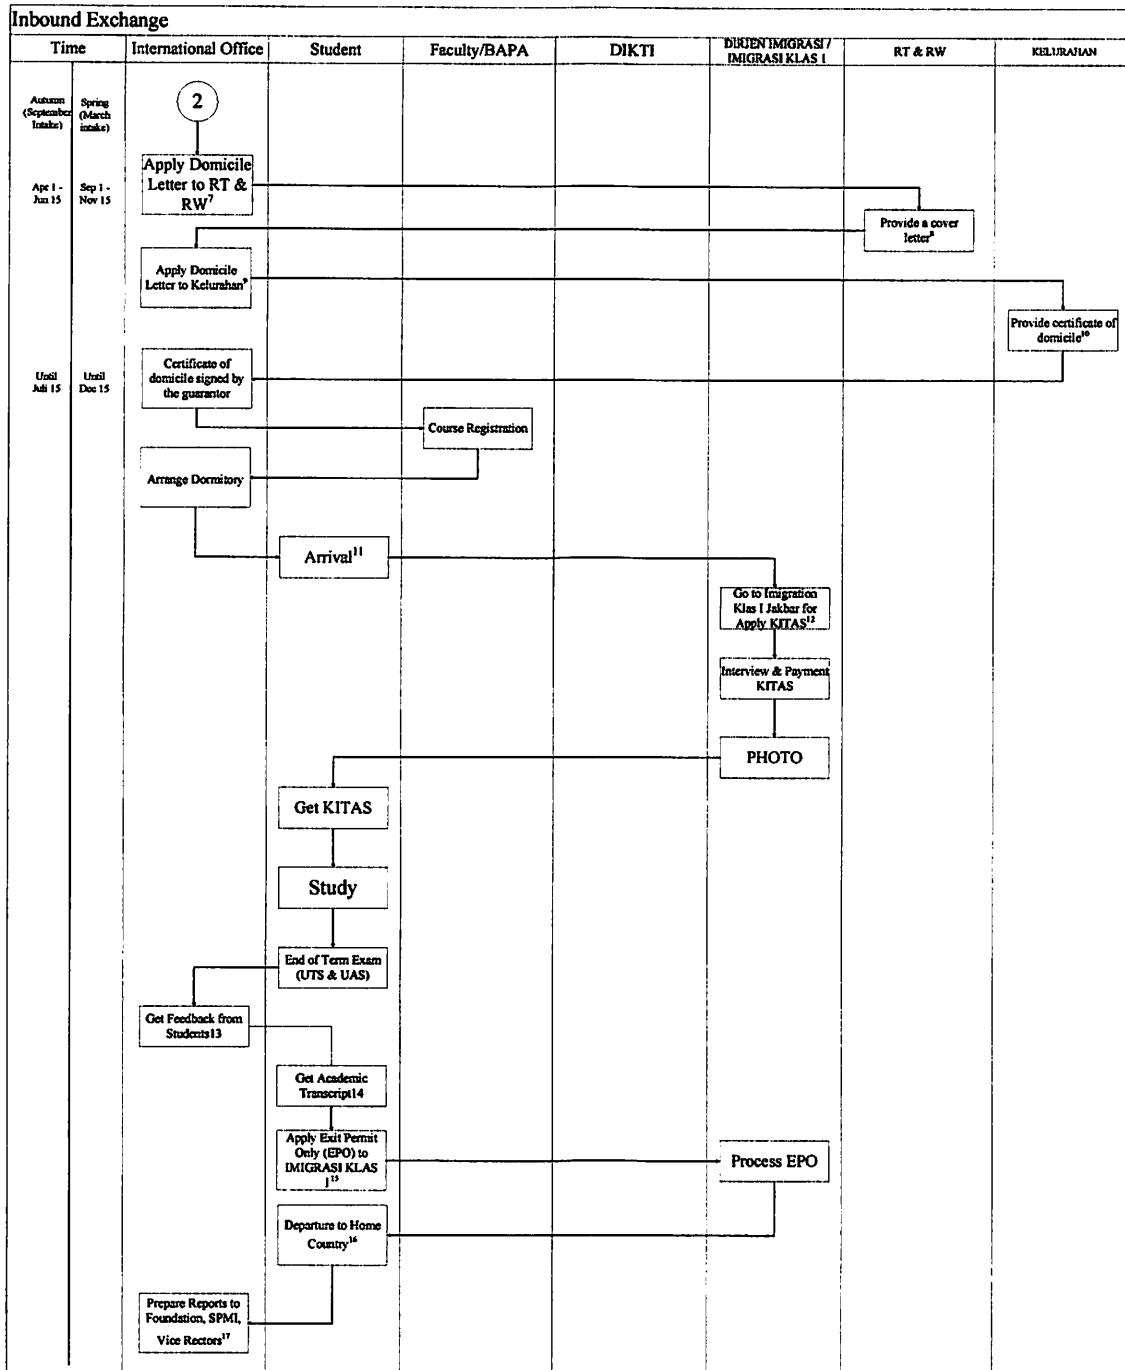 Inbound Exchange
Time
International Office
Student
Faculty/BAPA
DIKTI
DIRJEN IMIGRASI /
IMIGRASI KLAS 1
RT & RW
KELURAHAN
Autumn
(September
Intake)
Spring
(March
intake)
2
Apr 1 -
Jun 15
Sep 1 -
Nov 15
Apply Domicile
Letter to RT &
RW7
Provide a cover
letter8
Apply Domicile
Letter to Kelurahan9
Provide certificate of
domicile10
Until
Juli 15
Until
Dec 15
Certificate of
domicile signed by
the guarantor
Course Registration
Arrange Dormitory
Arrival11
Go to Imigration
Klas I Jakbar for
Apply KITAS12
Interview & Payment
KITAS
PHOTO
Get KITAS
Study
End of Term Exam
(UTS & UAS)
Get Feedback from
Students13
Get Academic
Transcript14
Apply Exit Permit
Only (EPO) to
IMIGRASI KLAS
I15
Process EPO
Departure to Home
Country16
Prepare Reports to
Foundation, SPMI,
Vice Rectors17